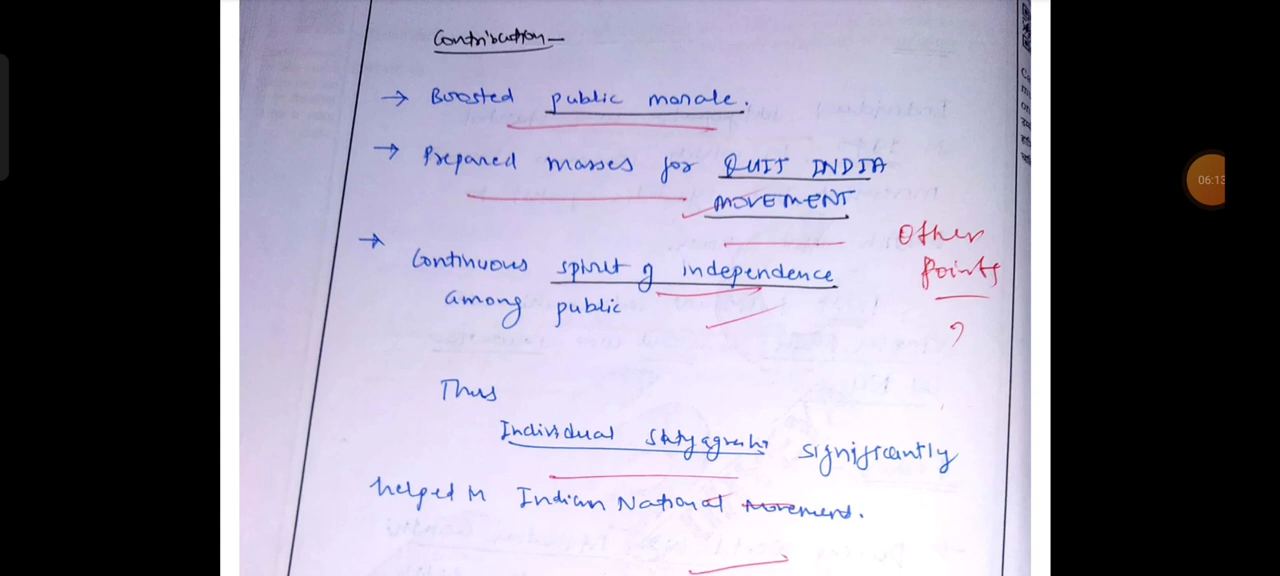 Contribution –
→ Boosted public morale.
→ Prepared masses for QUIT INDIA
MOVEMENT
→ Continuous spirit of independence
among public
Other
Points
?
Thus
Individual Satyagraha significantly
helped in Indian National Movement.
06:13